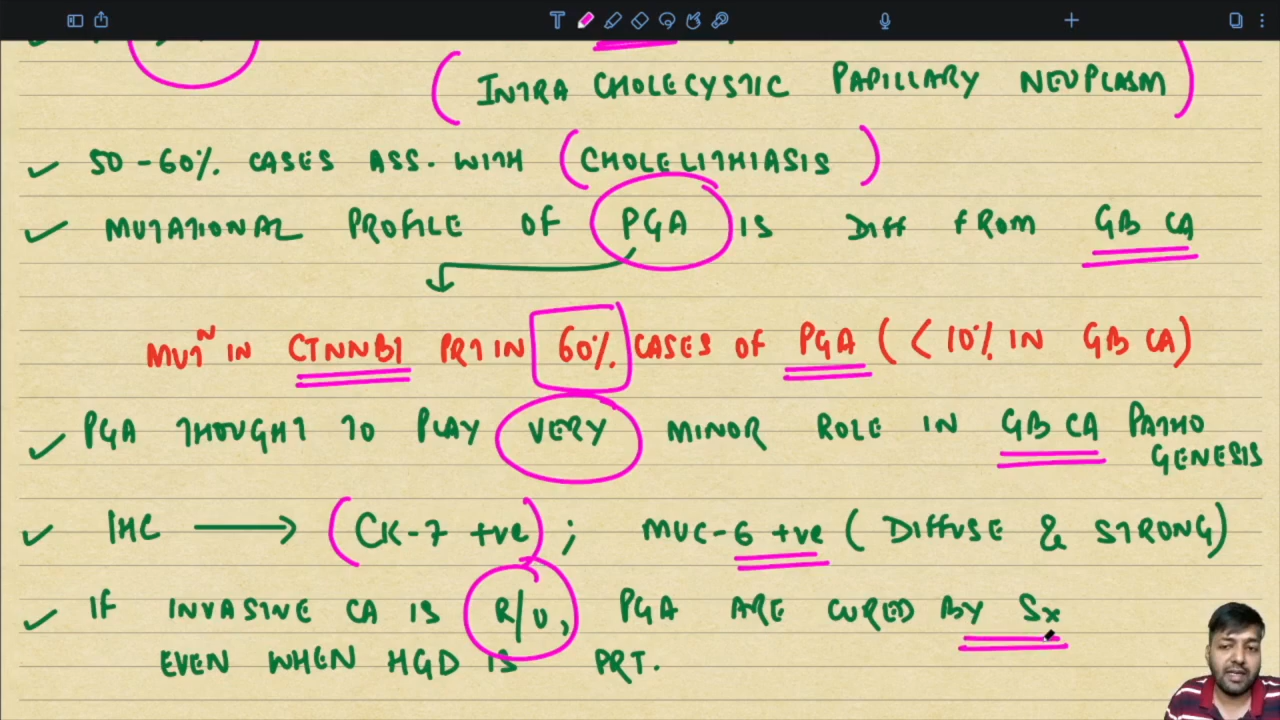 (INTRA CHOLECYSTIC PAPILLARY NEUPLASM)
✓ 50-60% CASES ASS. WITH (CHOLELITHIASIS)
✓ MUTATIONAL PROFILE OF PGA IS DIFF FROM GB CA
MUTᴺ IN CTNNB1 PRT IN 60% CASES OF PGA (< 10% IN GB CA)
✓ PGA THOUGHT TO PLAY VERY MINOR ROLE IN GB CA PATHO
GENESIS
✓ IHC → (CK-7 +ve) ; MUC-6 +ve (DIFFUSE & STRONG)
✓ IF INVASINE CA IS R/O, PGA ARE CURED BY Sx
EVEN WHEN HGD IS PRT.